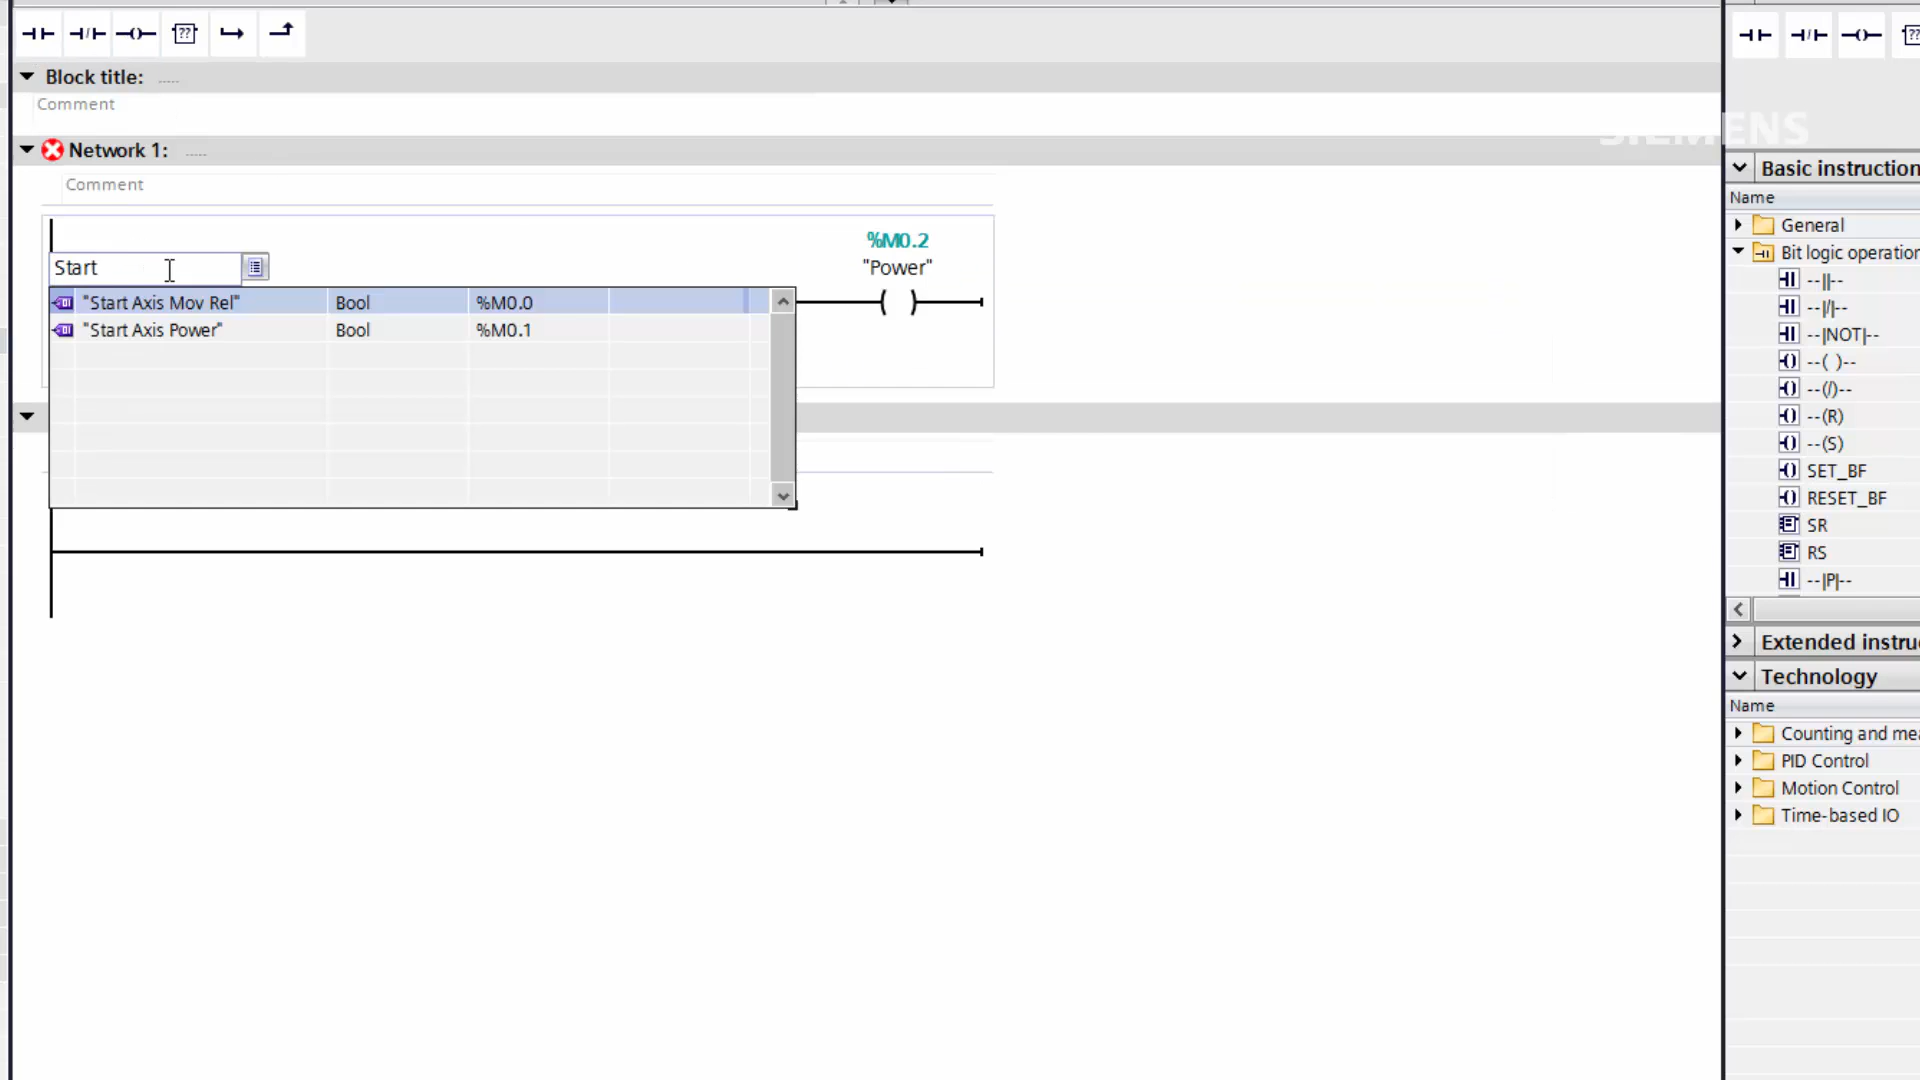 ??
??
Block title: .....
Comment
SIEMENS
Network 1: .....
Comment
Basic instruction
Name
General
Bit logic operation
--||--
--|/|--
--|NOT|--
--( )--
--(/)--
--(R)
--(S)
SET_BF
RESET_BF
SR
RS
--|P|--
%M0.2
"Power"
Start
"Start Axis Mov Rel" Bool %M0.0
"Start Axis Power" Bool %M0.1
Extended instru
Technology
Name
Counting and mea
PID Control
Motion Control
Time-based IO